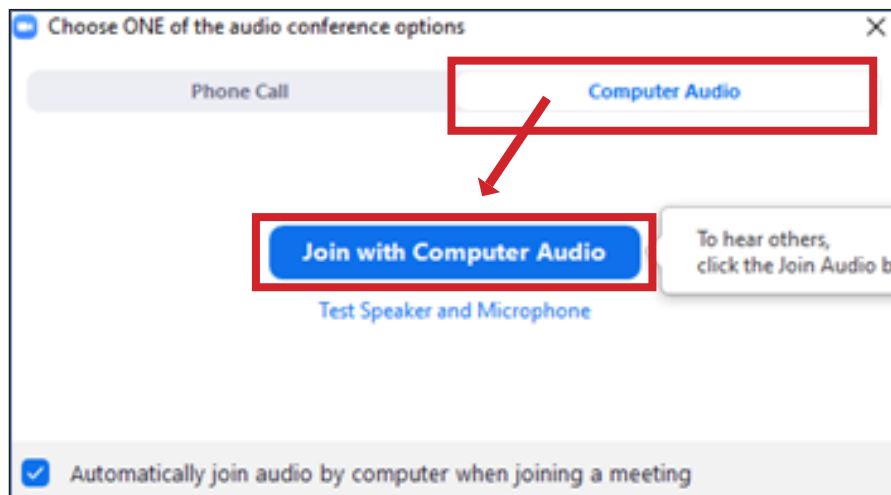 Choose ONE of the audio conference options
Phone Call
Computer Audio
Join with Computer Audio
To hear others,
click the Join Audio b
Test Speaker and Microphone
Automatically join audio by computer when joining a meeting